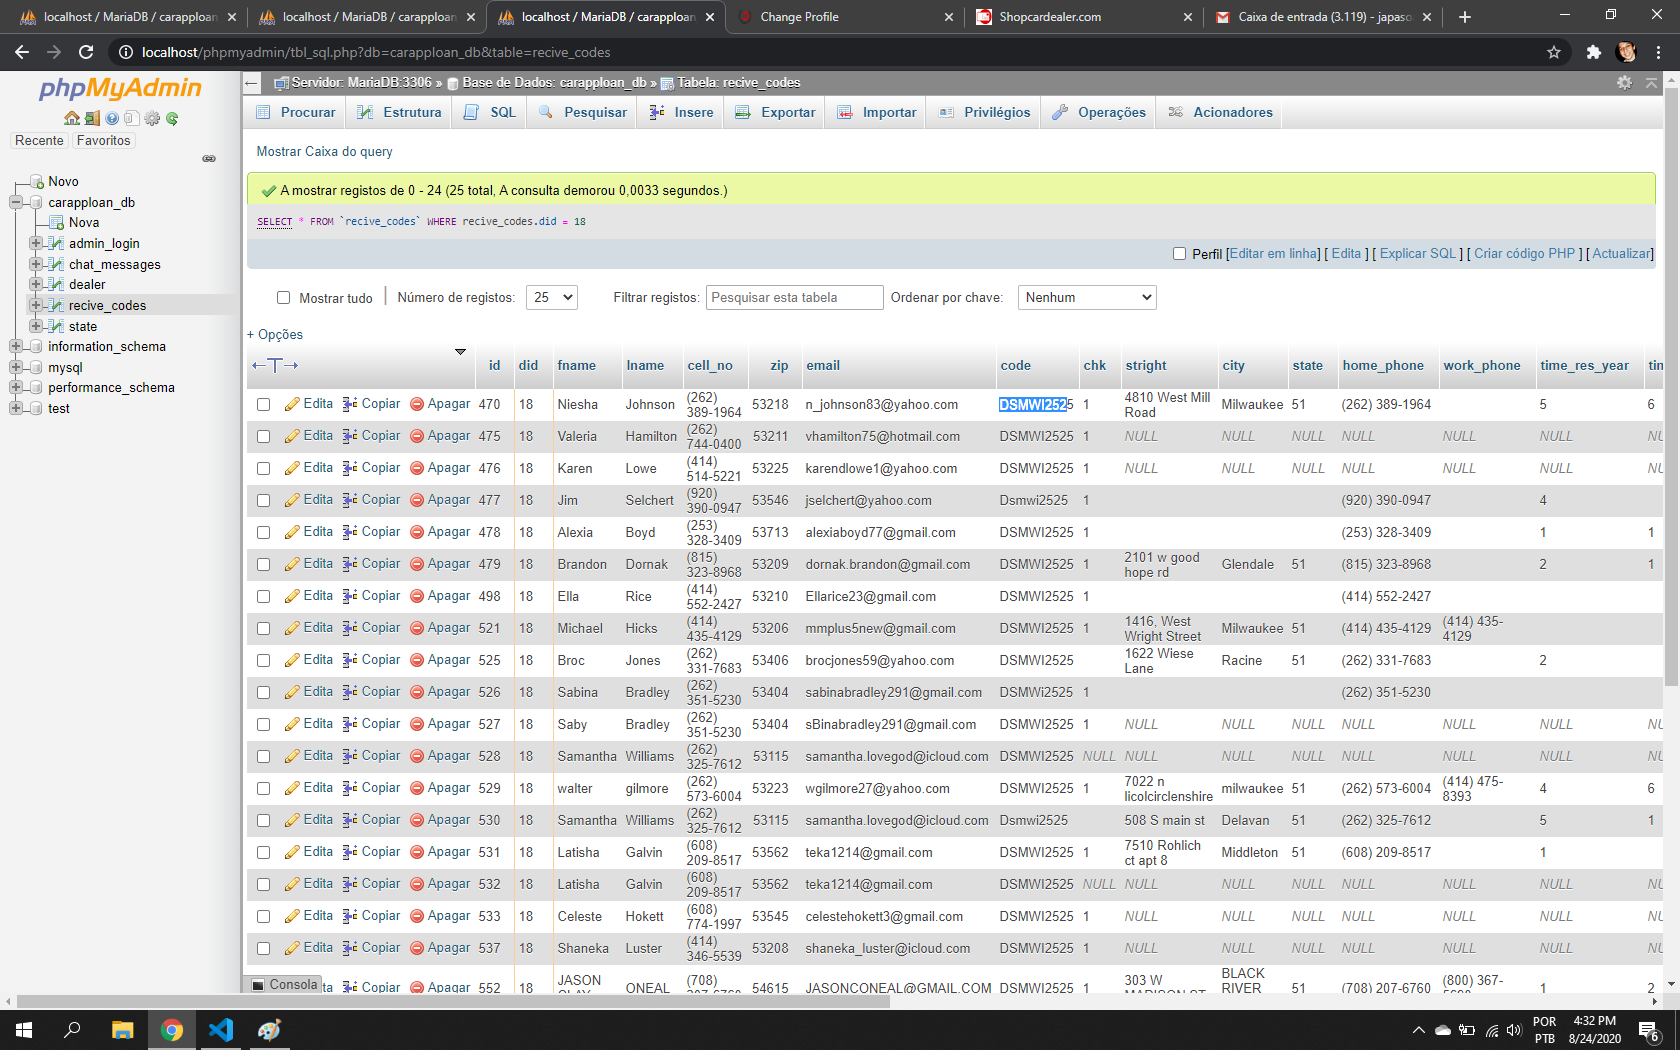 localhost / MariaDB / carapploan
localhost / MariaDB / carapploan
localhost / MariaDB / carapploan
Change Profile
Shopcardealer.com
Caixa de entrada (3.119) - japaso
localhost/phpmyadmin/tbl_sql.php?db=carapploan_db&table=recive_codes
phpMyAdmin
Recente Favoritos
Novo
carapploan_db
Nova
admin_login
chat_messages
dealer
recive_codes
state
information_schema
mysql
performance_schema
test
Servidor: MariaDB:3306 » Base de Dados: carapploan_db » Tabela: recive_codes
Procurar Estrutura SQL Pesquisar Insere Exportar Importar Privilégios Operações Acionadores
Mostrar Caixa do query
A mostrar registos de 0 - 24 (25 total, A consulta demorou 0,0033 segundos.)
SELECT * FROM `recive_codes` WHERE recive_codes.did = 18
Perfil [Editar em linha] [ Edita ] [ Explicar SQL ] [ Criar código PHP ] [ Actualizar]
Mostrar tudo | Número de registos: 25 Filtrar registos: Pesquisar esta tabela Ordenar por chave: Nenhum
+ Opções
←T→ id did fname lname cell_no zip email code chk stright city state home_phone work_phone time_res_year tin
Edita Copiar Apagar 470 18 Niesha Johnson (262) 389-1964 53218 n_johnson83@yahoo.com DSMWI2525 1 4810 West Mill Road Milwaukee 51 (262) 389-1964 5 6
Edita Copiar Apagar 475 18 Valeria Hamilton (262) 744-0400 53211 vhamilton75@hotmail.com DSMWI2525 1 NULL NULL NULL NULL NULL NULL NU
Edita Copiar Apagar 476 18 Karen Lowe (414) 514-5221 53225 karendlowe1@yahoo.com DSMWI2525 1 NULL NULL NULL NULL NULL NULL NU
Edita Copiar Apagar 477 18 Jim Selchert (920) 390-0947 53546 jselchert@yahoo.com Dsmwi2525 1 (920) 390-0947 4
Edita Copiar Apagar 478 18 Alexia Boyd (253) 328-3409 53713 alexiaboyd77@gmail.com DSMWI2525 1 (253) 328-3409 1 1
Edita Copiar Apagar 479 18 Brandon Dornak (815) 323-8968 53209 dornak.brandon@gmail.com DSMWI2525 1 2101 w good hope rd Glendale 51 (815) 323-8968 2 1
Edita Copiar Apagar 498 18 Ella Rice (414) 552-2427 53210 Ellarice23@gmail.com DSMWI2525 1 (414) 552-2427
Edita Copiar Apagar 521 18 Michael Hicks (414) 435-4129 53206 mmplus5new@gmail.com DSMWI2525 1 1416, West Wright Street Milwaukee 51 (414) 435-4129 (414) 435-4129
Edita Copiar Apagar 525 18 Broc Jones (262) 331-7683 53406 brocjones59@yahoo.com DSMWI2525 1622 Wiese Lane Racine 51 (262) 331-7683 2
Edita Copiar Apagar 526 18 Sabina Bradley (262) 351-5230 53404 sabinabradley291@gmail.com DSMWi2525 1 (262) 351-5230
Edita Copiar Apagar 527 18 Saby Bradley (262) 351-5230 53404 sBinabradley291@gmail.com DSMWI2525 1 NULL NULL NULL NULL NULL NULL NU
Edita Copiar Apagar 528 18 Samantha Williams (262) 325-7612 53115 samantha.lovegod@icloud.com DSMWI2525 NULL NULL NULL NULL NULL NULL NULL NU
Edita Copiar Apagar 529 18 walter gilmore (262) 573-6004 53223 wgilmore27@yahoo.com DSMWI2525 1 7022 n licolcirclenshire milwaukee 51 (262) 573-6004 (414) 475-8393 4 6
Edita Copiar Apagar 530 18 Samantha Williams (262) 325-7612 53115 samantha.lovegod@icloud.com Dsmwi2525 508 S main st Delavan 51 (262) 325-7612 5 1
Edita Copiar Apagar 531 18 Latisha Galvin (608) 209-8517 53562 teka1214@gmail.com DSMWI2525 1 7510 Rohlich ct apt 8 Middleton 51 (608) 209-8517 1
Edita Copiar Apagar 532 18 Latisha Galvin (608) 209-8517 53562 teka1214@gmail.com DSMWI2525 NULL NULL NULL NULL NULL NULL NULL NU
Edita Copiar Apagar 533 18 Celeste Hokett (608) 774-1997 53545 celestehokett3@gmail.com DSMWI2525 1 NULL NULL NULL NULL NULL NULL NU
Edita Copiar Apagar 537 18 Shaneka Luster (414) 346-5539 53208 shaneka_luster@icloud.com DSMWI2525 1 NULL NULL NULL NULL NULL NULL NU
Consola ta Copiar Apagar 552 18 JASON ONEAL (708) 54615 JASONCONEAL@GMAIL.COM DSMWI2525 1 303 W BLACK RIVER 51 (708) 207-6760 (800) 367- 1 2
POR
PTB
4:32 PM
8/24/2020
6